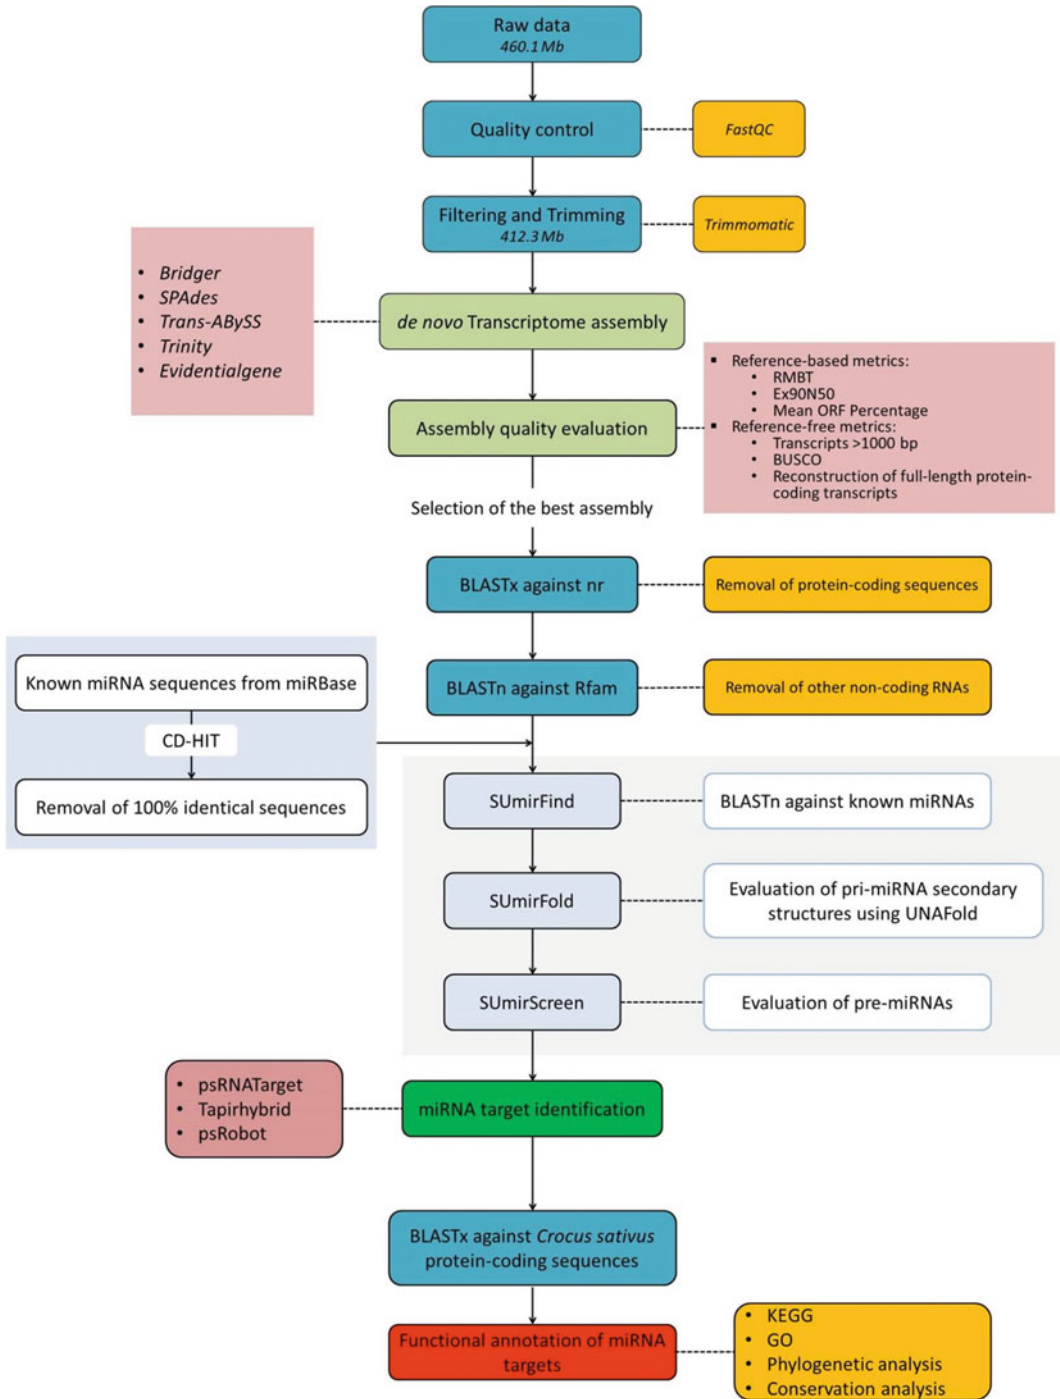 Raw data
460.1 Mb
Quality control
FastQC
Filtering and Trimming
412.3 Mb
Trimmomatic
• Bridger
• SPAdes
• Trans-ABySS
• Trinity
• Evidentialgene
de novo Transcriptome assembly
▪ Reference-based metrics:
• RMBT
• Ex90N50
• Mean ORF Percentage
▪ Reference-free metrics:
• Transcripts >1000 bp
• BUSCO
• Reconstruction of full-length protein-
coding transcripts
Assembly quality evaluation
Selection of the best assembly
BLASTx against nr
Removal of protein-coding sequences
Known miRNA sequences from miRBase
CD-HIT
Removal of 100% identical sequences
BLASTn against Rfam
Removal of other non-coding RNAs
SUmirFind
BLASTn against known miRNAs
SUmirFold
Evaluation of pri-miRNA secondary
structures using UNAFold
SUmirScreen
Evaluation of pre-miRNAs
• psRNATarget
• Tapirhybrid
• psRobot
miRNA target identification
BLASTx against Crocus sativus
protein-coding sequences
Functional annotation of miRNA
targets
• KEGG
• GO
• Phylogenetic analysis
• Conservation analysis